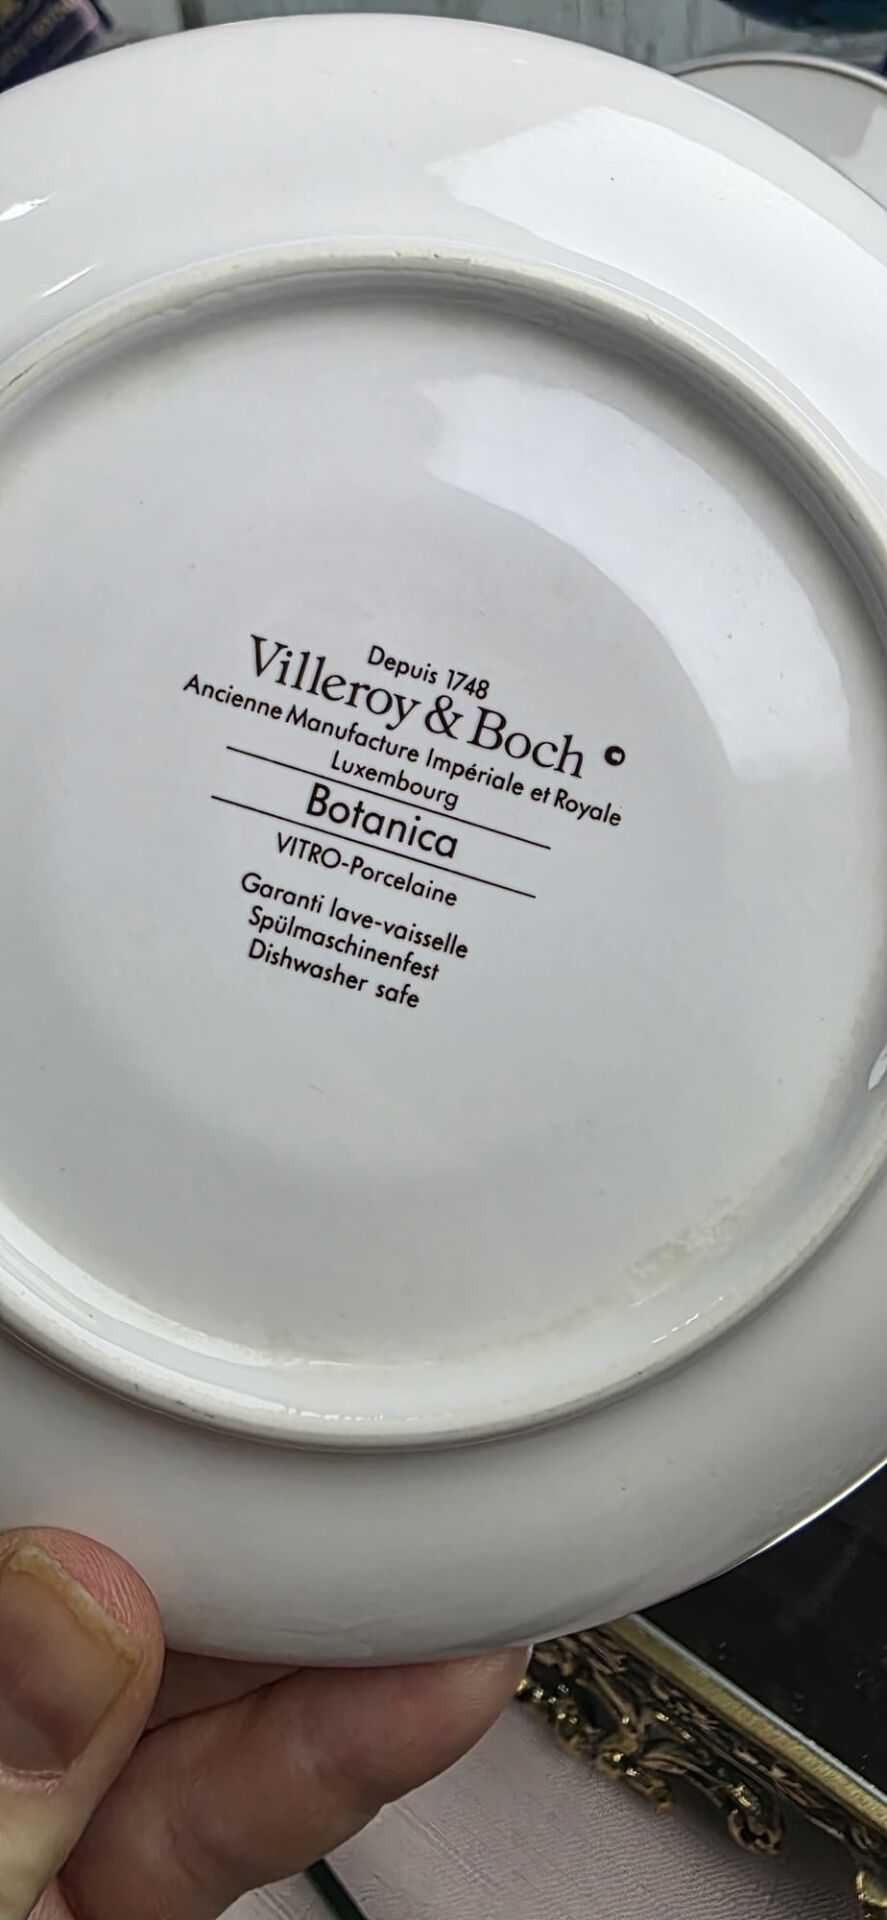 Depuis 1748
Villeroy & Boch ©
Ancienne Manufacture Impériale et Royale
Luxembourg
Botanica
VITRO-Porcelaine
Garanti lave-vaisselle
Spülmaschinenfest
Dishwasher safe